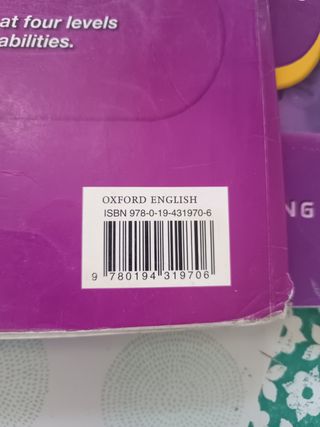 at four levels
abilities.
OXFORD ENGLISH
ISBN 978-0-19-431970-6
9 780194 319706
NG